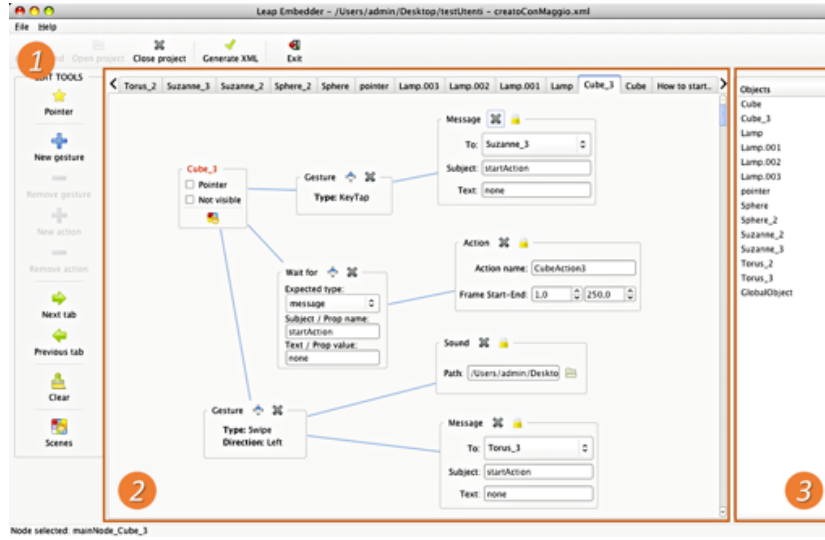 Leap Embedder - /Users/admin/Desktop/testUtenti - creatoConMaggio.xml
File Help
Open project Close project Generate XML Exit
1
TOOLS
Pointer
New gesture
Remove gesture
New action
Remove action
Next tab
Previous tab
Clear
Scenes
Torus_2 Suzanne_3 Suzanne_2 Sphere_2 Sphere pointer Lamp.003 Lamp.002 Lamp.001 Lamp Cube_3 Cube How to start..
Cube_3
Pointer
Not visible
Gesture
Type: KeyTap
Message
To: Suzanne_3
Subject: startAction
Text: none
Wait for
Expected type:
message
Subject / Prop name:
startAction
Text / Prop value:
none
Action
Action name: CubeAction3
Frame Start-End: 1,0 250,0
Sound
Path: /Users/admin/Deskto
Gesture
Type: Swipe
Direction: Left
Message
To: Torus_3
Subject: startAction
Text: none
2
Objects
Cube
Cube_3
Lamp
Lamp.001
Lamp.002
Lamp.003
pointer
Sphere
Sphere_2
Suzanne_2
Suzanne_3
Torus_2
Torus_3
GlobalObject
3
Node selected: mainNode_Cube_3